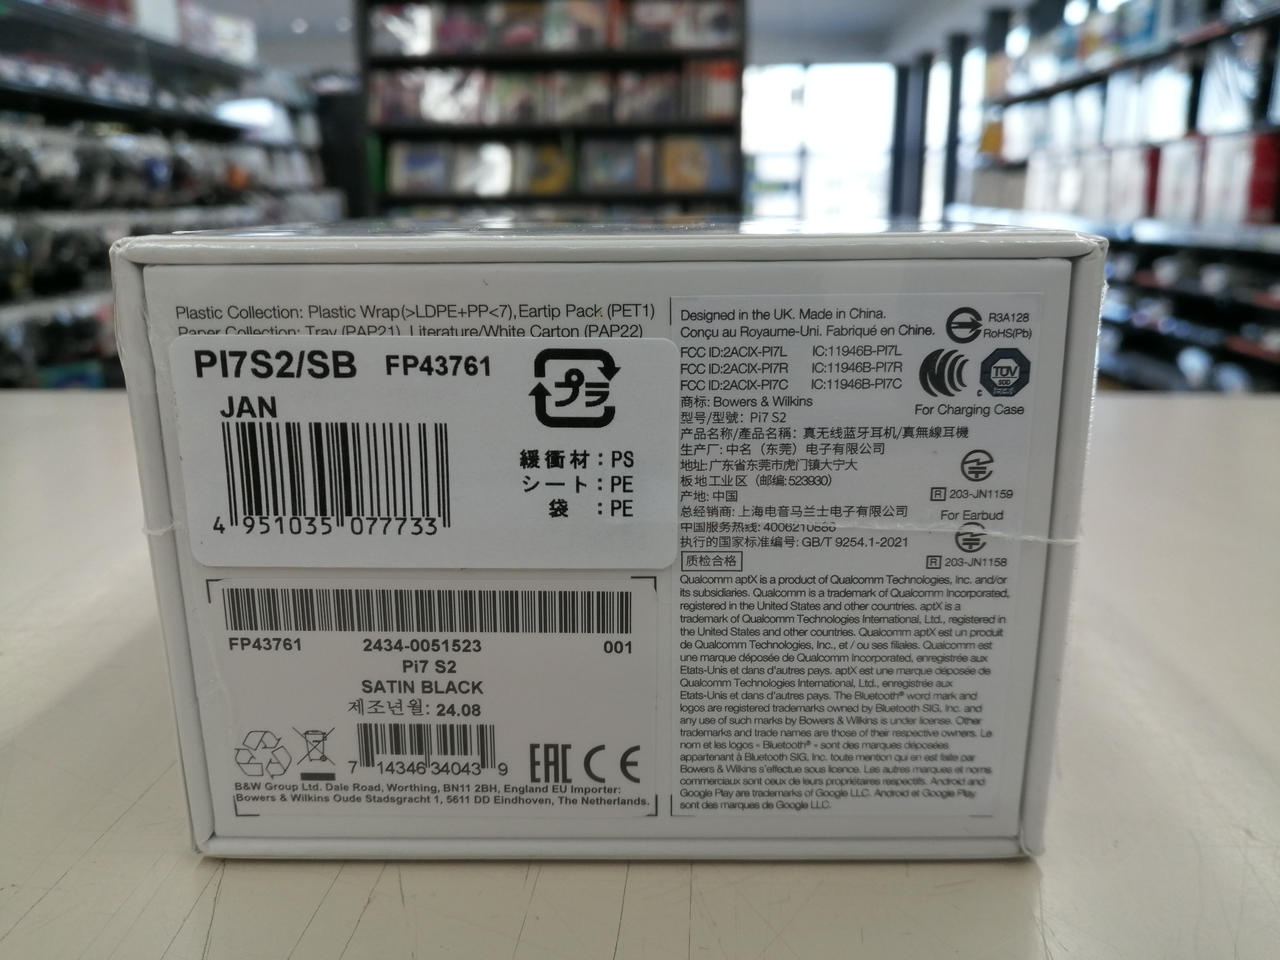 Plastic Collection: Plastic Wrap(>LDPE+PP<7),Eartip Pack (PET1)
Paper Collection: Tray (PAP21), Literature/White Carton (PAP22)
PI7S2/SB FP43761
JAN
プラ
4 951035 077733
緩衝材：PS
シート：PE
袋　：PE
FP43761 2434-0051523 001
Pi7 S2
SATIN BLACK
제조년월: 24.08
7 14346 34043 9
EAC CE
B&W Group Ltd. Dale Road, Worthing, BN11 2BH, England EU Importer:
Bowers & Wilkins Oude Stadsgracht 1, 5611 DD Eindhoven, The Netherlands.
Designed in the UK. Made in China.
Conçu au Royaume-Uni. Fabriqué en Chine.
R3A128
RoHS(Pb)
FCC ID:2ACIX-PI7L IC:11946B-PI7L
FCC ID:2ACIX-PI7R IC:11946B-PI7R
FCC ID:2ACIX-PI7C IC:11946B-PI7C
TÜV
SÜD
For Charging Case
商标: Bowers & Wilkins
型号/型號: Pi7 S2
产品名称/產品名稱: 真无线蓝牙耳机/真無線耳機
生产厂: 中名（东莞）电子有限公司
地址:广东省东莞市虎门镇大宁大
板地工业区（邮编:523930）
产地: 中国
总经销商: 上海电音马兰士电子有限公司
中国服务热线: 4006210888
执行的国家标准编号: GB/T 9254.1-2021
质检合格
R 203-JN1159
For Earbud
R 203-JN1158
Qualcomm aptX is a product of Qualcomm Technologies, Inc. and/or
its subsidiaries. Qualcomm is a trademark of Qualcomm Incorporated,
registered in the United States and other countries. aptX is a
trademark of Qualcomm Technologies International, Ltd., registered in
the United States and other countries. Qualcomm aptX est un produit
de Qualcomm Technologies, Inc., et / ou ses filiales. Qualcomm est
une marque déposée de Qualcomm Incorporated, enregistrée aux
Etats-Unis et dans d'autres pays. aptX est une marque déposée de
Qualcomm Technologies International, Ltd., enregistrée aux
Etats-Unis et dans d'autres pays. The Bluetooth® word mark and
logos are registered trademarks owned by Bluetooth SIG, Inc. and
any use of such marks by Bowers & Wilkins is under license. Other
trademarks and trade names are those of their respective owners. Le
nom et les logos « Bluetooth® » sont des marques déposées
appartenant à Bluetooth SIG, Inc. toute mention qui en est faite par
Bowers & Wilkins s'effectue sous licence. Les autres marques et noms
commerciaux sont ceux de leurs propriétaires respectifs. Android and
Google Play are trademarks of Google LLC. Android et Google Play
sont des marques de Google LLC.